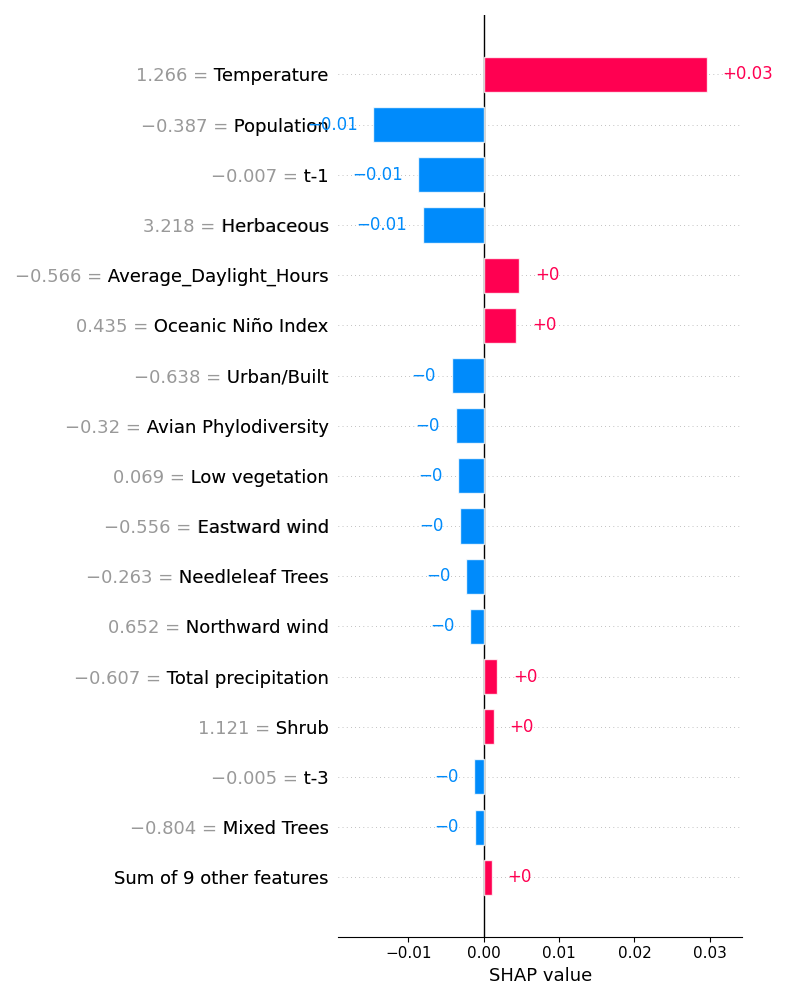 1.266 = Temperature +0.03
−0.387 = Population −0.01
−0.007 = t-1 −0.01
3.218 = Herbaceous −0.01
−0.566 = Average_Daylight_Hours +0
0.435 = Oceanic Niño Index +0
−0.638 = Urban/Built −0
−0.32 = Avian Phylodiversity −0
0.069 = Low vegetation −0
−0.556 = Eastward wind −0
−0.263 = Needleleaf Trees −0
0.652 = Northward wind −0
−0.607 = Total precipitation +0
1.121 = Shrub +0
−0.005 = t-3 −0
−0.804 = Mixed Trees −0
Sum of 9 other features +0
−0.01 0.00 0.01 0.02 0.03
SHAP value